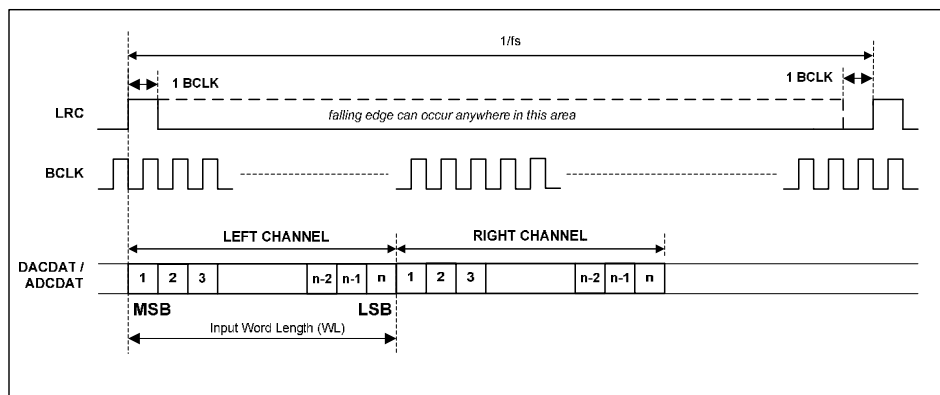 1/fs
1 BCLK
1 BCLK
LRC
falling edge can occur anywhere in this area
BCLK
LEFT CHANNEL
RIGHT CHANNEL
DACDAT /
ADCDAT
1 2 3 n-2 n-1 n 1 2 3 n-2 n-1 n
MSB
LSB
Input Word Length (WL)